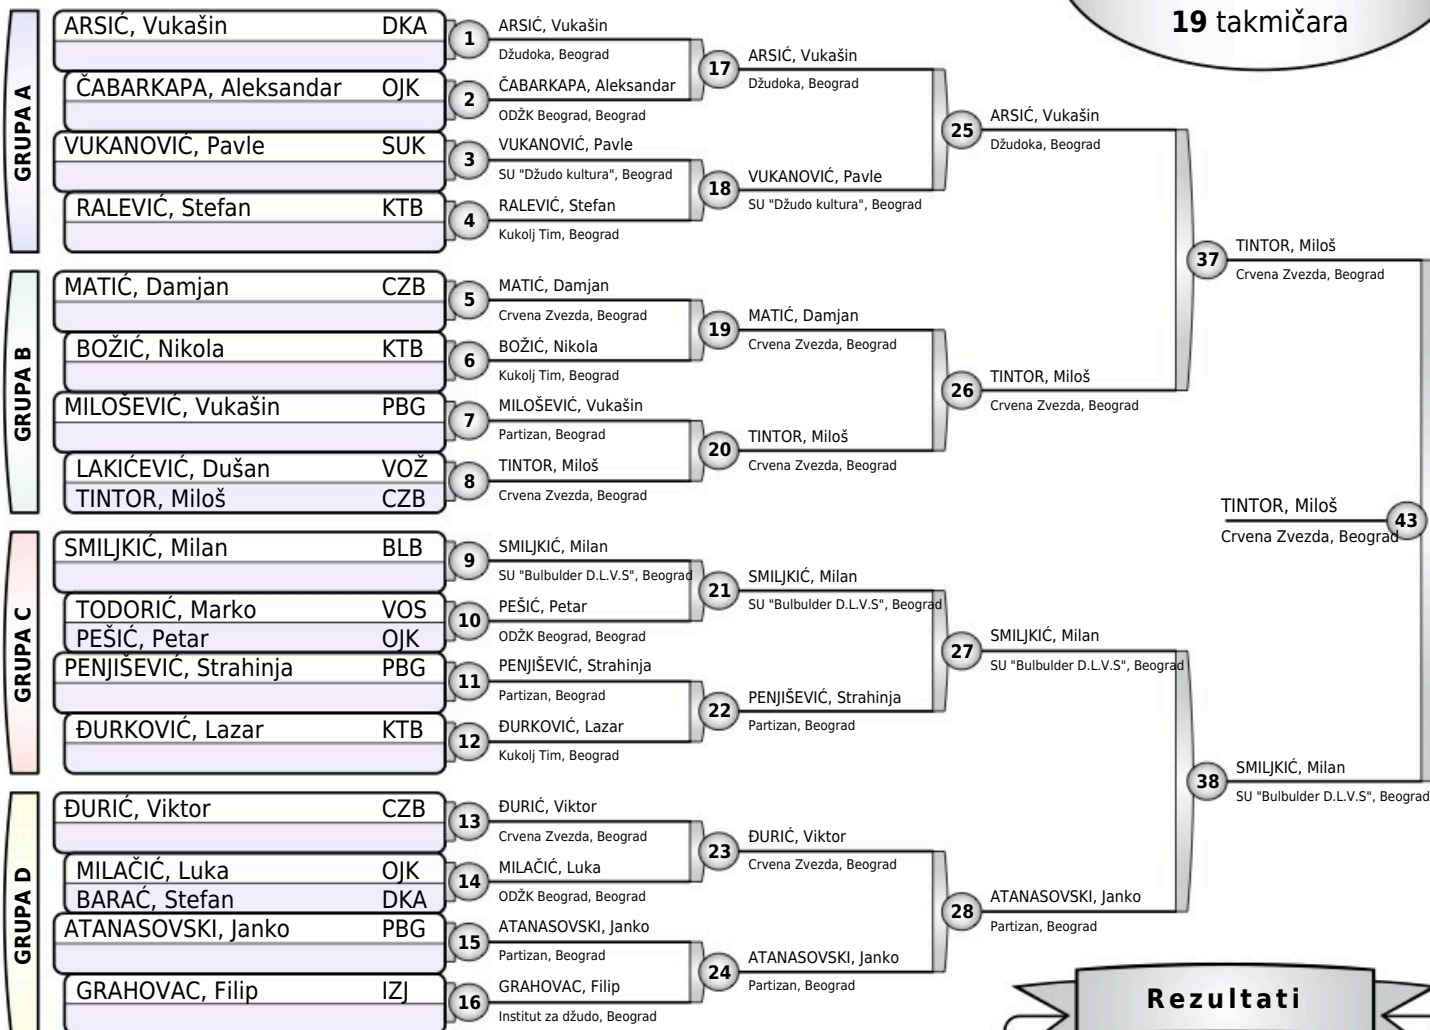 19 takmičara
GRUPA A
ARSIĆ, Vukašin DKA
ČABARKAPA, Aleksandar OJK
VUKANOVIĆ, Pavle SUK
RALEVIĆ, Stefan KTB
GRUPA B
MATIĆ, Damjan CZB
BOŽIĆ, Nikola KTB
MILOŠEVIĆ, Vukašin PBG
LAKIĆEVIĆ, Dušan VOŽ
TINTOR, Miloš CZB
GRUPA C
SMILJKIĆ, Milan BLB
TODORIĆ, Marko VOS
PEŠIĆ, Petar OJK
PENJIŠEVIĆ, Strahinja PBG
ĐURKOVIĆ, Lazar KTB
GRUPA D
ĐURIĆ, Viktor CZB
MILAČIĆ, Luka OJK
BARAĆ, Stefan DKA
ATANASOVSKI, Janko PBG
GRAHOVAC, Filip IZJ
1 ARSIĆ, Vukašin
Džudoka, Beograd
2 ČABARKAPA, Aleksandar
ODŽK Beograd, Beograd
3 VUKANOVIĆ, Pavle
SU "Džudo kultura", Beograd
4 RALEVIĆ, Stefan
Kukolj Tim, Beograd
5 MATIĆ, Damjan
Crvena Zvezda, Beograd
6 BOŽIĆ, Nikola
Kukolj Tim, Beograd
7 MILOŠEVIĆ, Vukašin
Partizan, Beograd
8 TINTOR, Miloš
Crvena Zvezda, Beograd
9 SMILJKIĆ, Milan
SU "Bulbulder D.L.V.S", Beograd
10 PEŠIĆ, Petar
ODŽK Beograd, Beograd
11 PENJIŠEVIĆ, Strahinja
Partizan, Beograd
12 ĐURKOVIĆ, Lazar
Kukolj Tim, Beograd
13 ĐURIĆ, Viktor
Crvena Zvezda, Beograd
14 MILAČIĆ, Luka
ODŽK Beograd, Beograd
15 ATANASOVSKI, Janko
Partizan, Beograd
16 GRAHOVAC, Filip
Institut za džudo, Beograd
17 ARSIĆ, Vukašin
Džudoka, Beograd
18 VUKANOVIĆ, Pavle
SU "Džudo kultura", Beograd
19 MATIĆ, Damjan
Crvena Zvezda, Beograd
20 TINTOR, Miloš
Crvena Zvezda, Beograd
21 SMILJKIĆ, Milan
SU "Bulbulder D.L.V.S", Beograd
22 PENJIŠEVIĆ, Strahinja
Partizan, Beograd
23 ĐURIĆ, Viktor
Crvena Zvezda, Beograd
24 ATANASOVSKI, Janko
Partizan, Beograd
25 ARSIĆ, Vukašin
Džudoka, Beograd
26 TINTOR, Miloš
Crvena Zvezda, Beograd
27 SMILJKIĆ, Milan
SU "Bulbulder D.L.V.S", Beograd
28 ATANASOVSKI, Janko
Partizan, Beograd
37 TINTOR, Miloš
Crvena Zvezda, Beograd
38 SMILJKIĆ, Milan
SU "Bulbulder D.L.V.S", Beograd
TINTOR, Miloš 43
Crvena Zvezda, Beograd
Rezultati